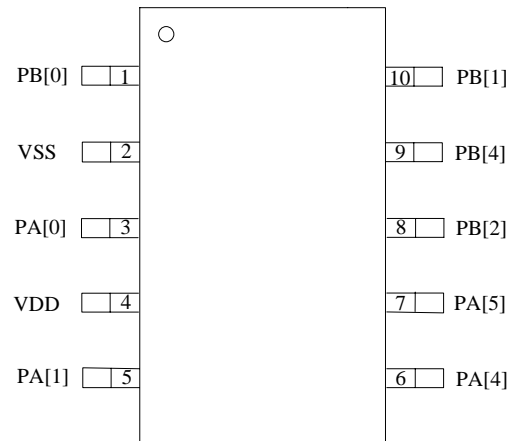 PB[0] 1 10 PB[1]
VSS 2 9 PB[4]
PA[0] 3 8 PB[2]
VDD 4 7 PA[5]
PA[1] 5 6 PA[4]